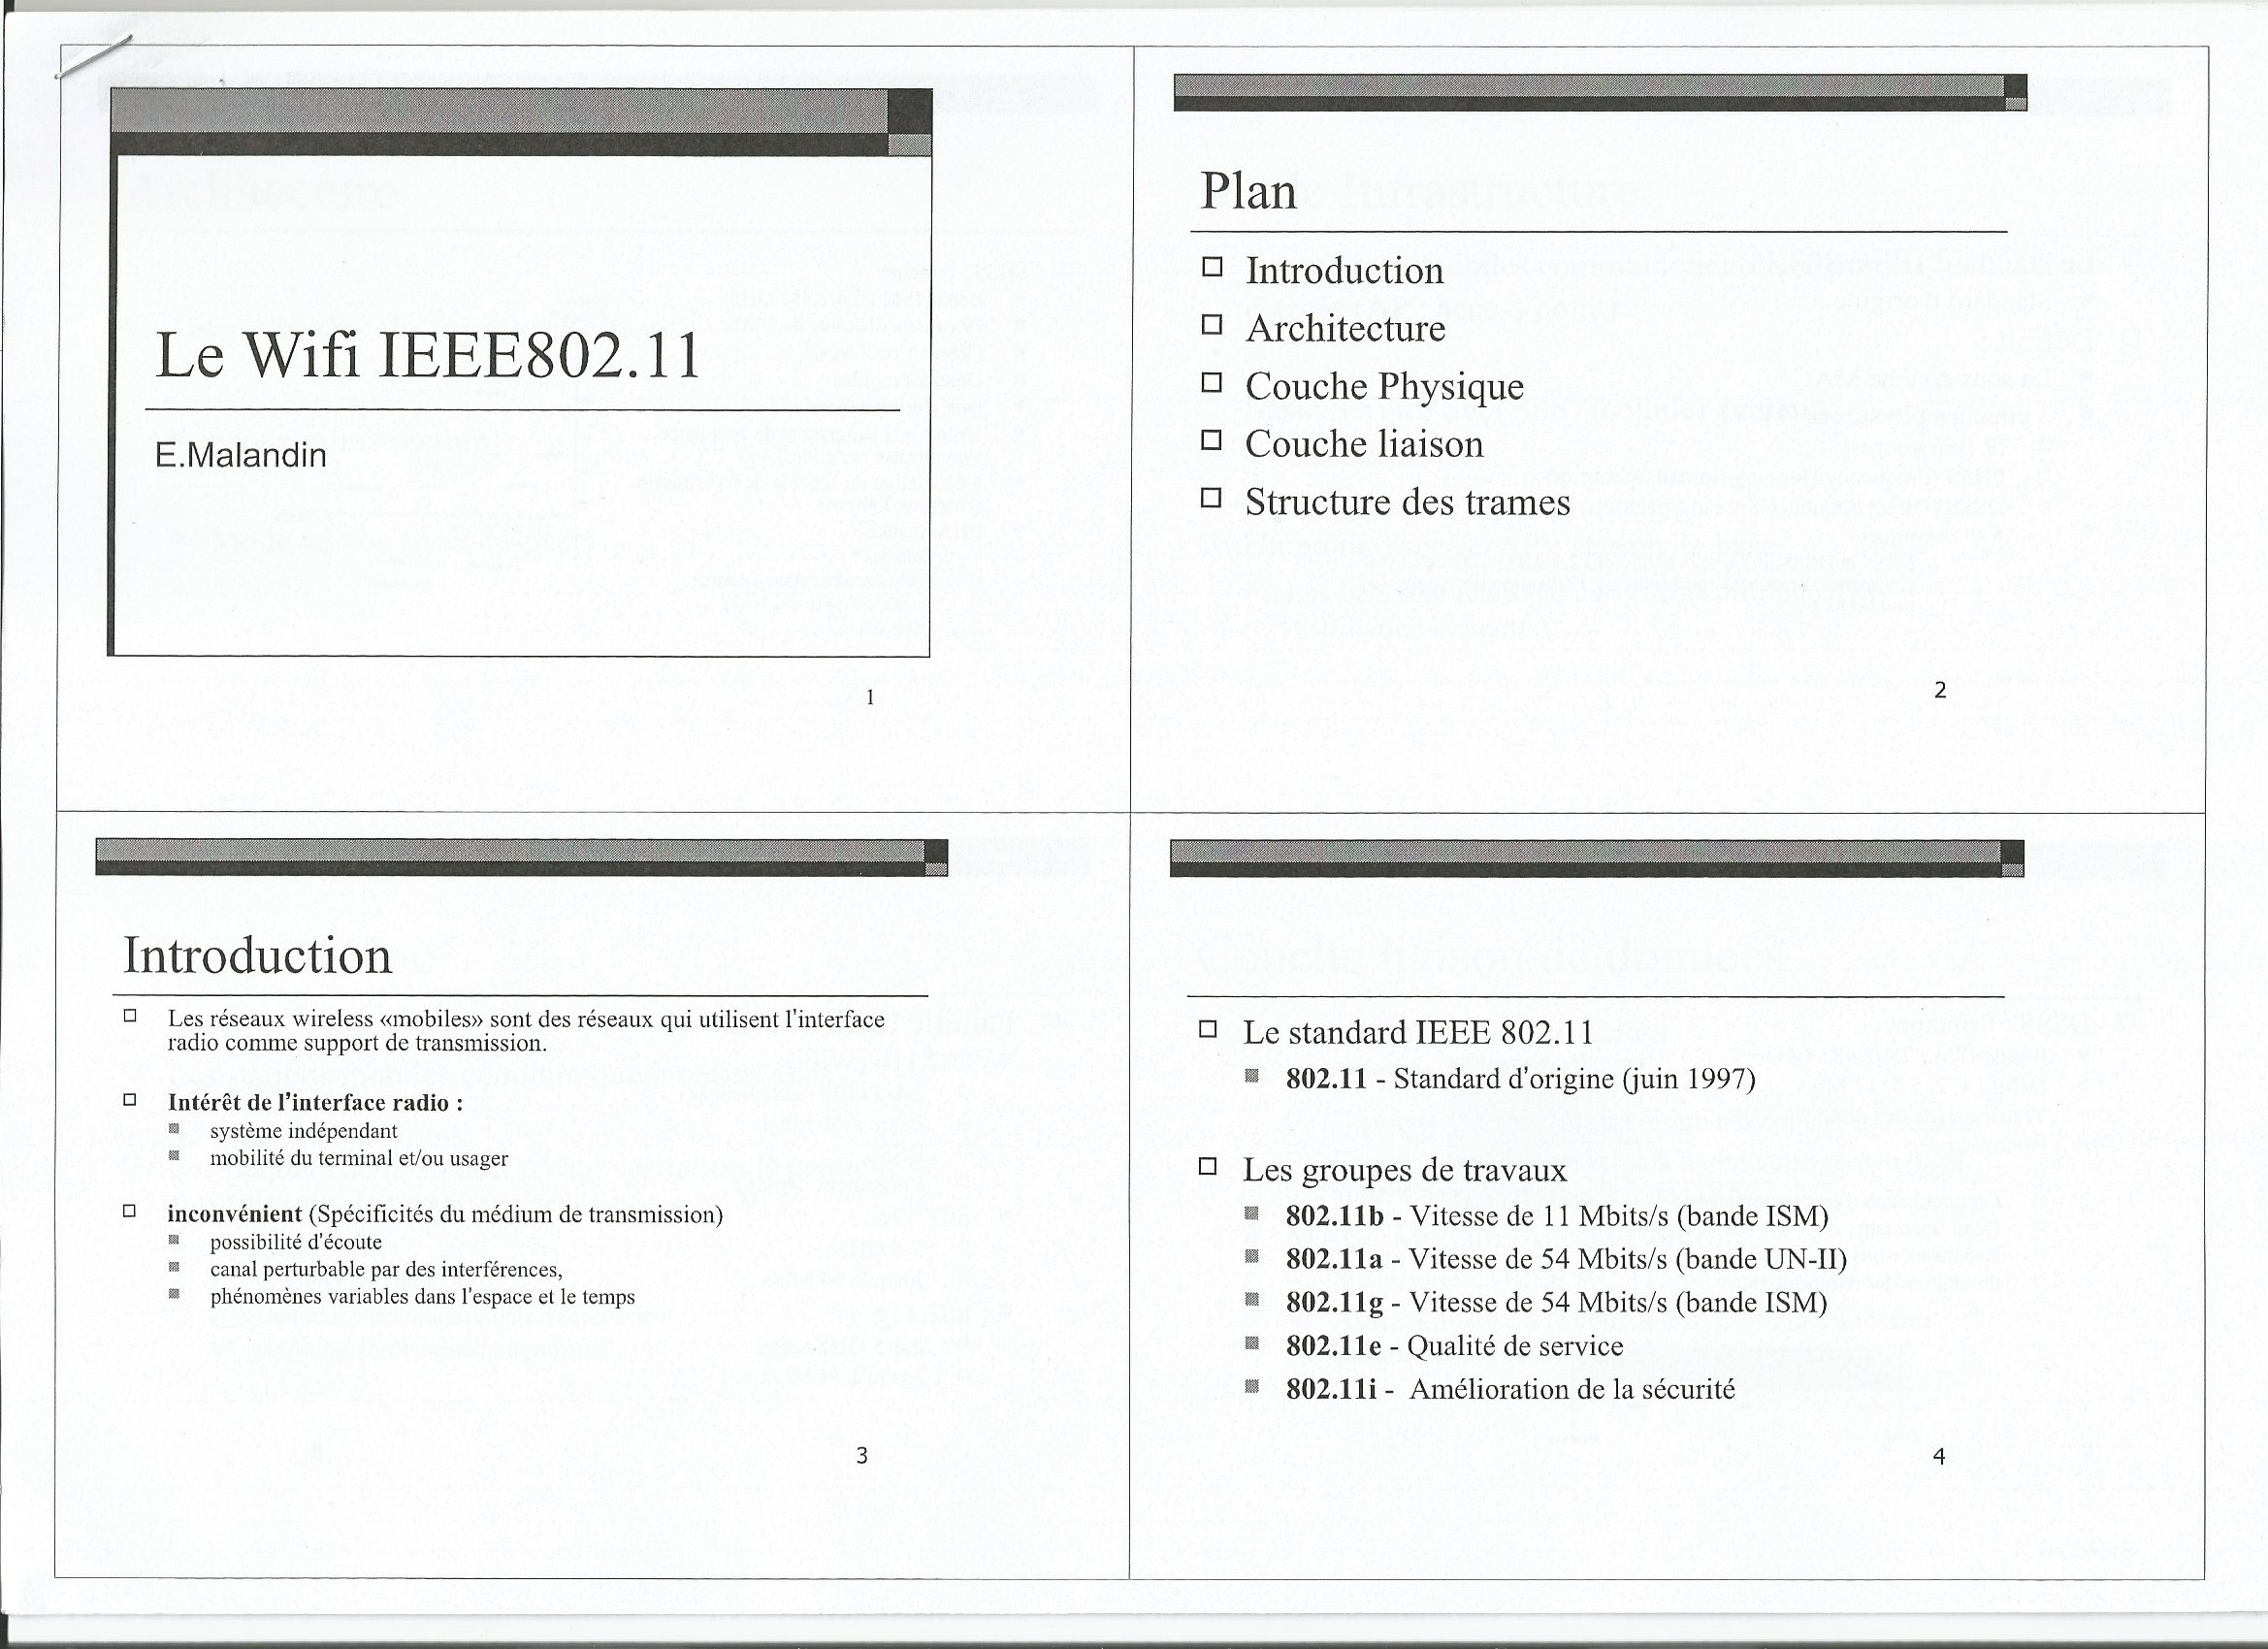 Le Wifi IEEE802.11
E.Malandin
1
Plan
Introduction
Architecture
Couche Physique
Couche liaison
Structure des trames
2
Introduction
Les réseaux wireless «mobiles» sont des réseaux qui utilisent l'interface
radio comme support de transmission.
Intérêt de l'interface radio :
système indépendant
mobilité du terminal et/ou usager
inconvénient (Spécificités du médium de transmission)
possibilité d'écoute
canal perturbable par des interférences,
phénomènes variables dans l'espace et le temps
3
Le standard IEEE 802.11
802.11 - Standard d'origine (juin 1997)
Les groupes de travaux
802.11b - Vitesse de 11 Mbits/s (bande ISM)
802.11a - Vitesse de 54 Mbits/s (bande UN-II)
802.11g - Vitesse de 54 Mbits/s (bande ISM)
802.11e - Qualité de service
802.11i - Amélioration de la sécurité
4